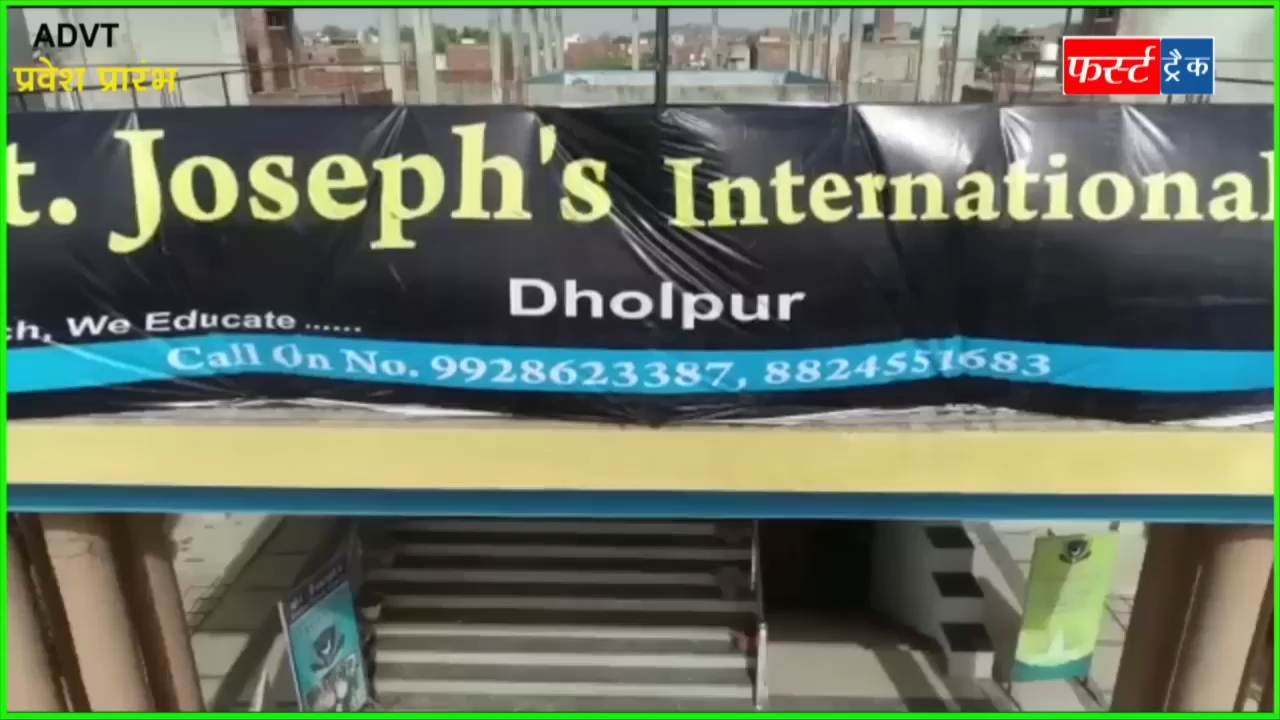 ADVT
प्रवेश प्रारंभ
फर्स्ट ट्रैक
t. Joseph's International
Dholpur
ch, We Educate ......
Call On No. 9928623387, 8824551683